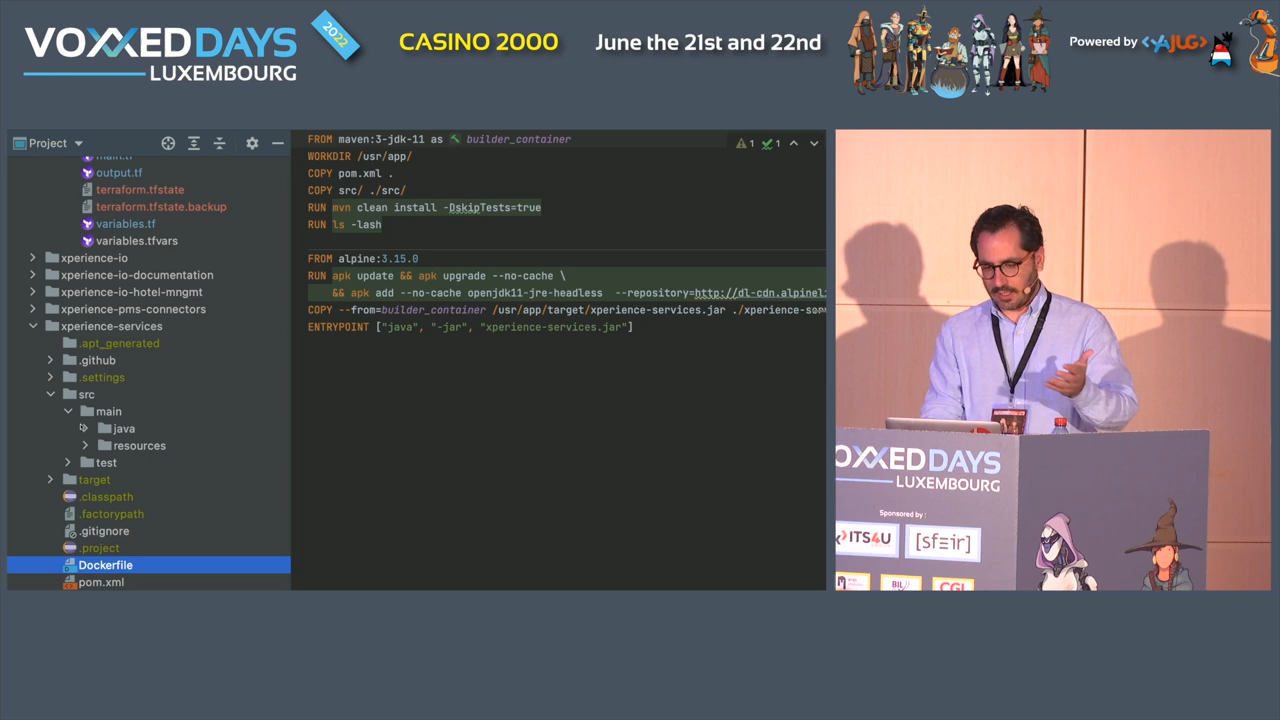 VOXXED DAYS
LUXEMBOURG
2022
CASINO 2000
June the 21st and 22nd
Powered by <YAJUG>
Project
main.tf
output.tf
terraform.tfstate
terraform.tfstate.backup
variables.tf
variables.tfvars
xperience-io
xperience-io-documentation
xperience-io-hotel-mngmt
xperience-pms-connectors
xperience-services
.apt_generated
.github
.settings
src
main
java
resources
test
target
.classpath
.factorypath
.gitignore
.project
Dockerfile
pom.xml
FROM maven:3-jdk-11 as builder_container
1 1
WORKDIR /usr/app/
COPY pom.xml .
COPY src/ ./src/
RUN mvn clean install -DskipTests=true
RUN ls -lash
FROM alpine:3.15.0
RUN apk update && apk upgrade --no-cache \
&& apk add --no-cache openjdk11-jre-headless --repository=http://dl-cdn.alpineli
COPY --from=builder_container /usr/app/target/xperience-services.jar ./xperience-serv
ENTRYPOINT ["java", "-jar", "xperience-services.jar"]
OXXED DAYS
LUXEMBOURG
Sponsored by :
ITS4U
[sfeir]
BIL
CGI